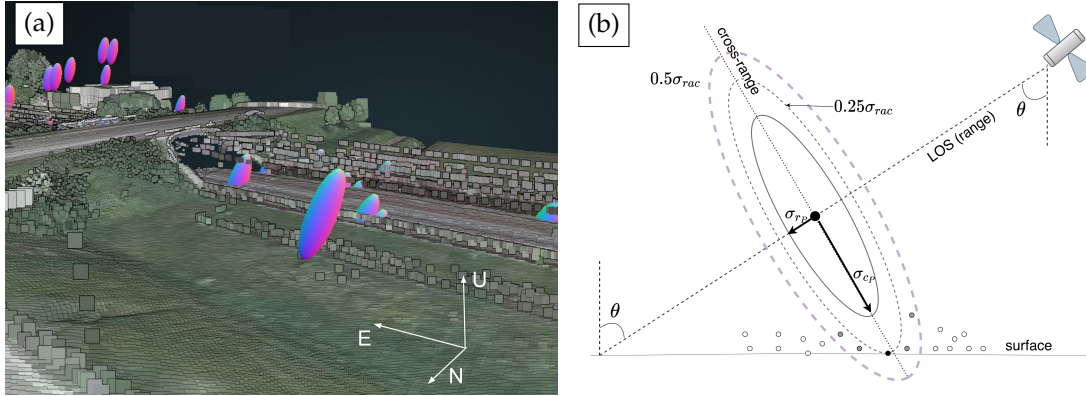 (a)
U
E
N
(b)
cross-range
0.5σ_rac
0.25σ_rac
θ
LOS (range)
σ_rP
σ_cP
θ
surface